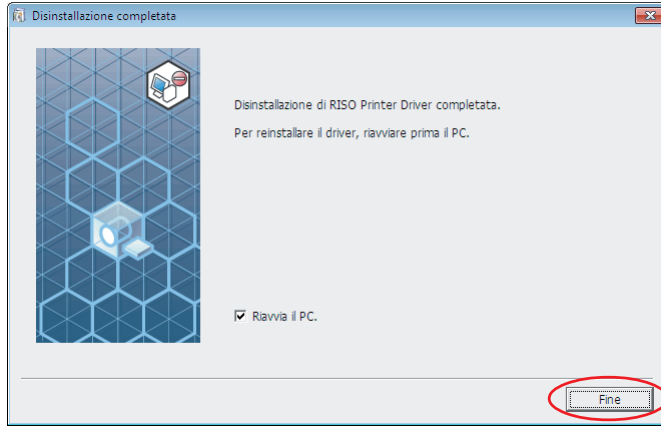 Disinstallazione completata
Disinstallazione di RISO Printer Driver completata.
Per reinstallare il driver, riavviare prima il PC.
Riavvia il PC.
Fine